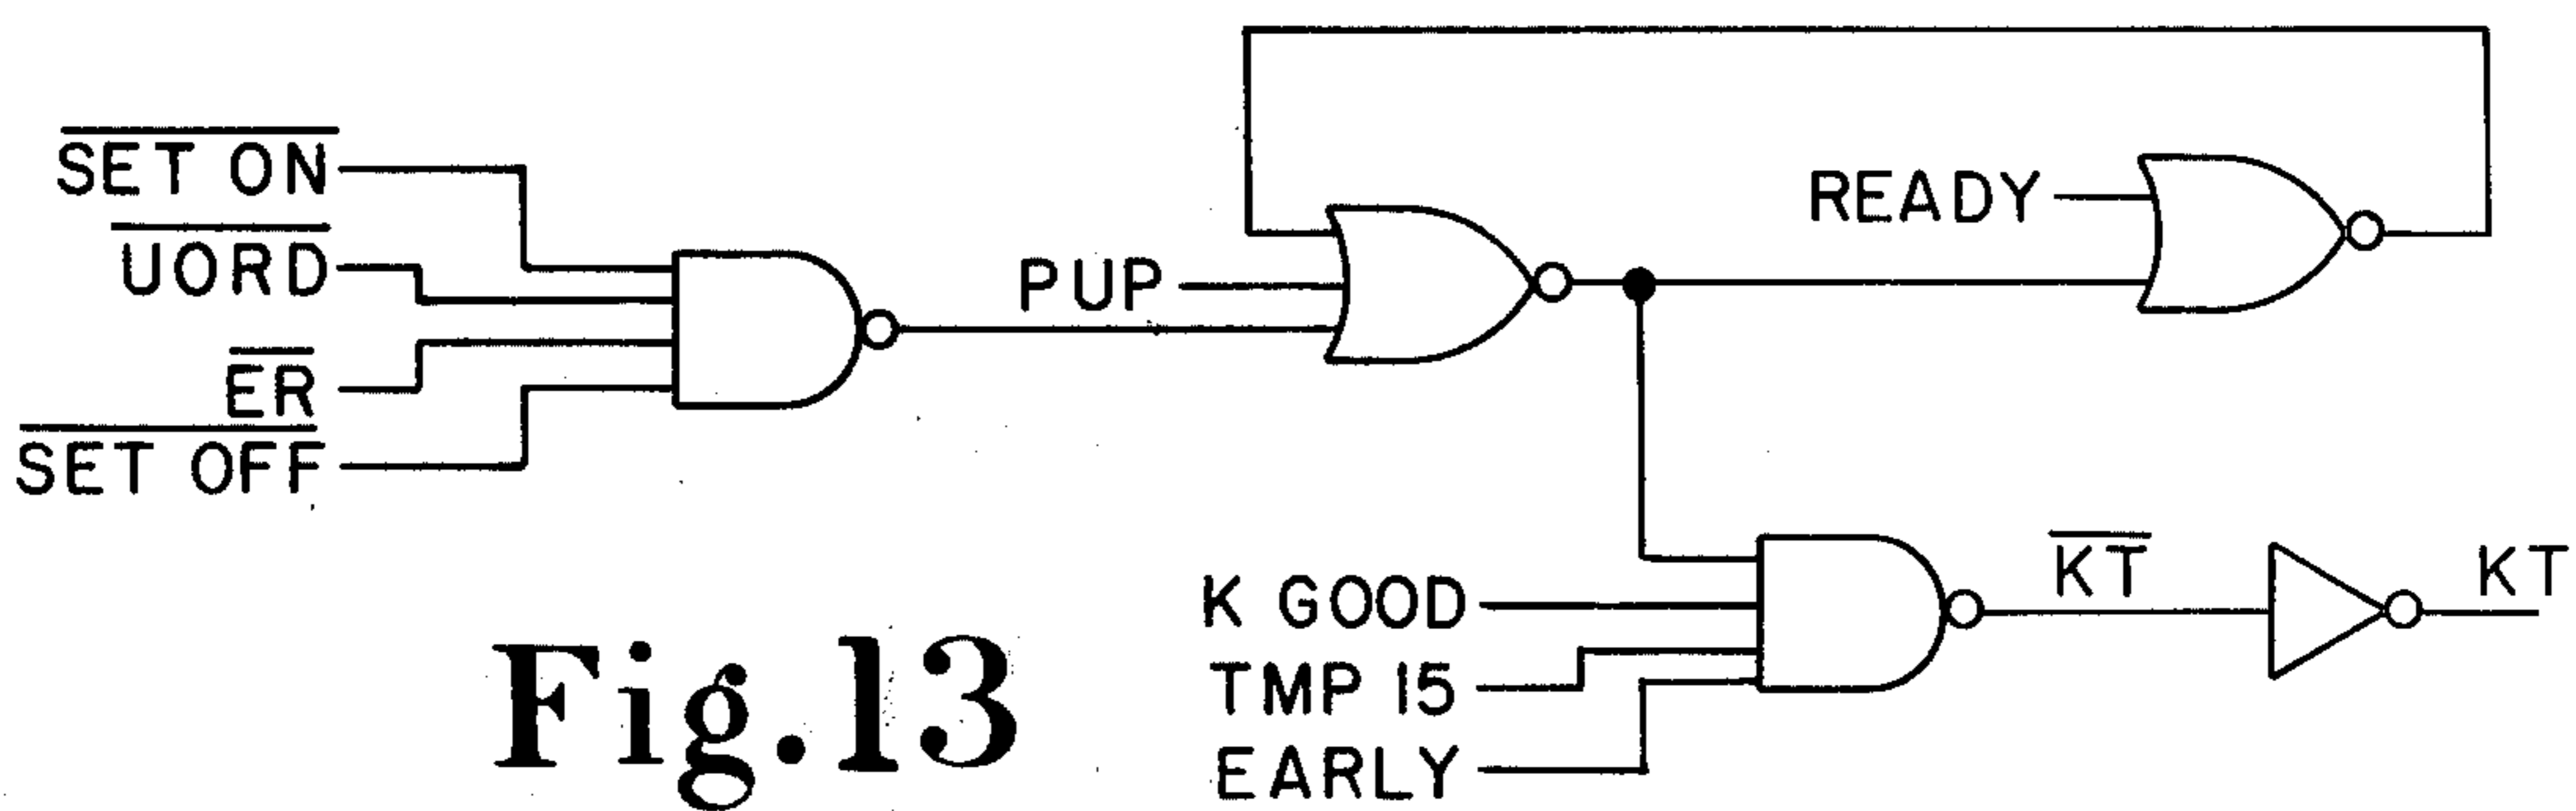 SET ON
UORD
ER
SET OFF
PUP
READY
K GOOD
TMP 15
EARLY
KT
KT
Fig.13